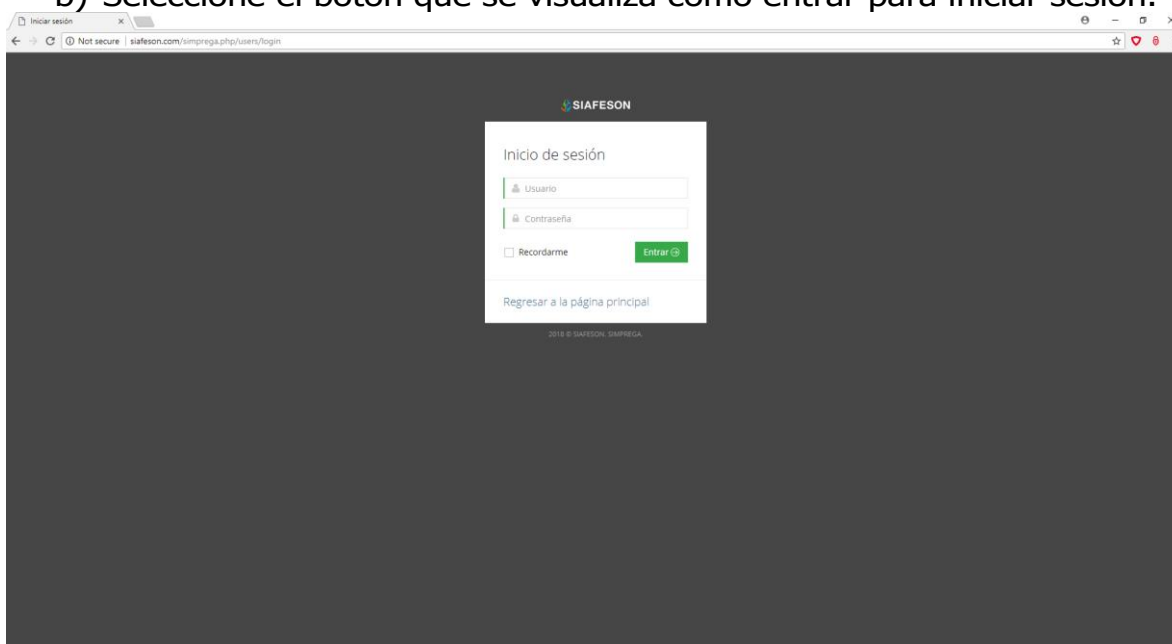 b) Seleccione el botón que se visualiza como entrar para iniciar sesión.
Iniciar sesión
Not secure | siafeson.com/simprega.php/users/login
SIAFESON
Inicio de sesión
Usuario
Contraseña
Recordarme
Entrar
Regresar a la página principal
2018 © SIAFESON. SIMPREGA